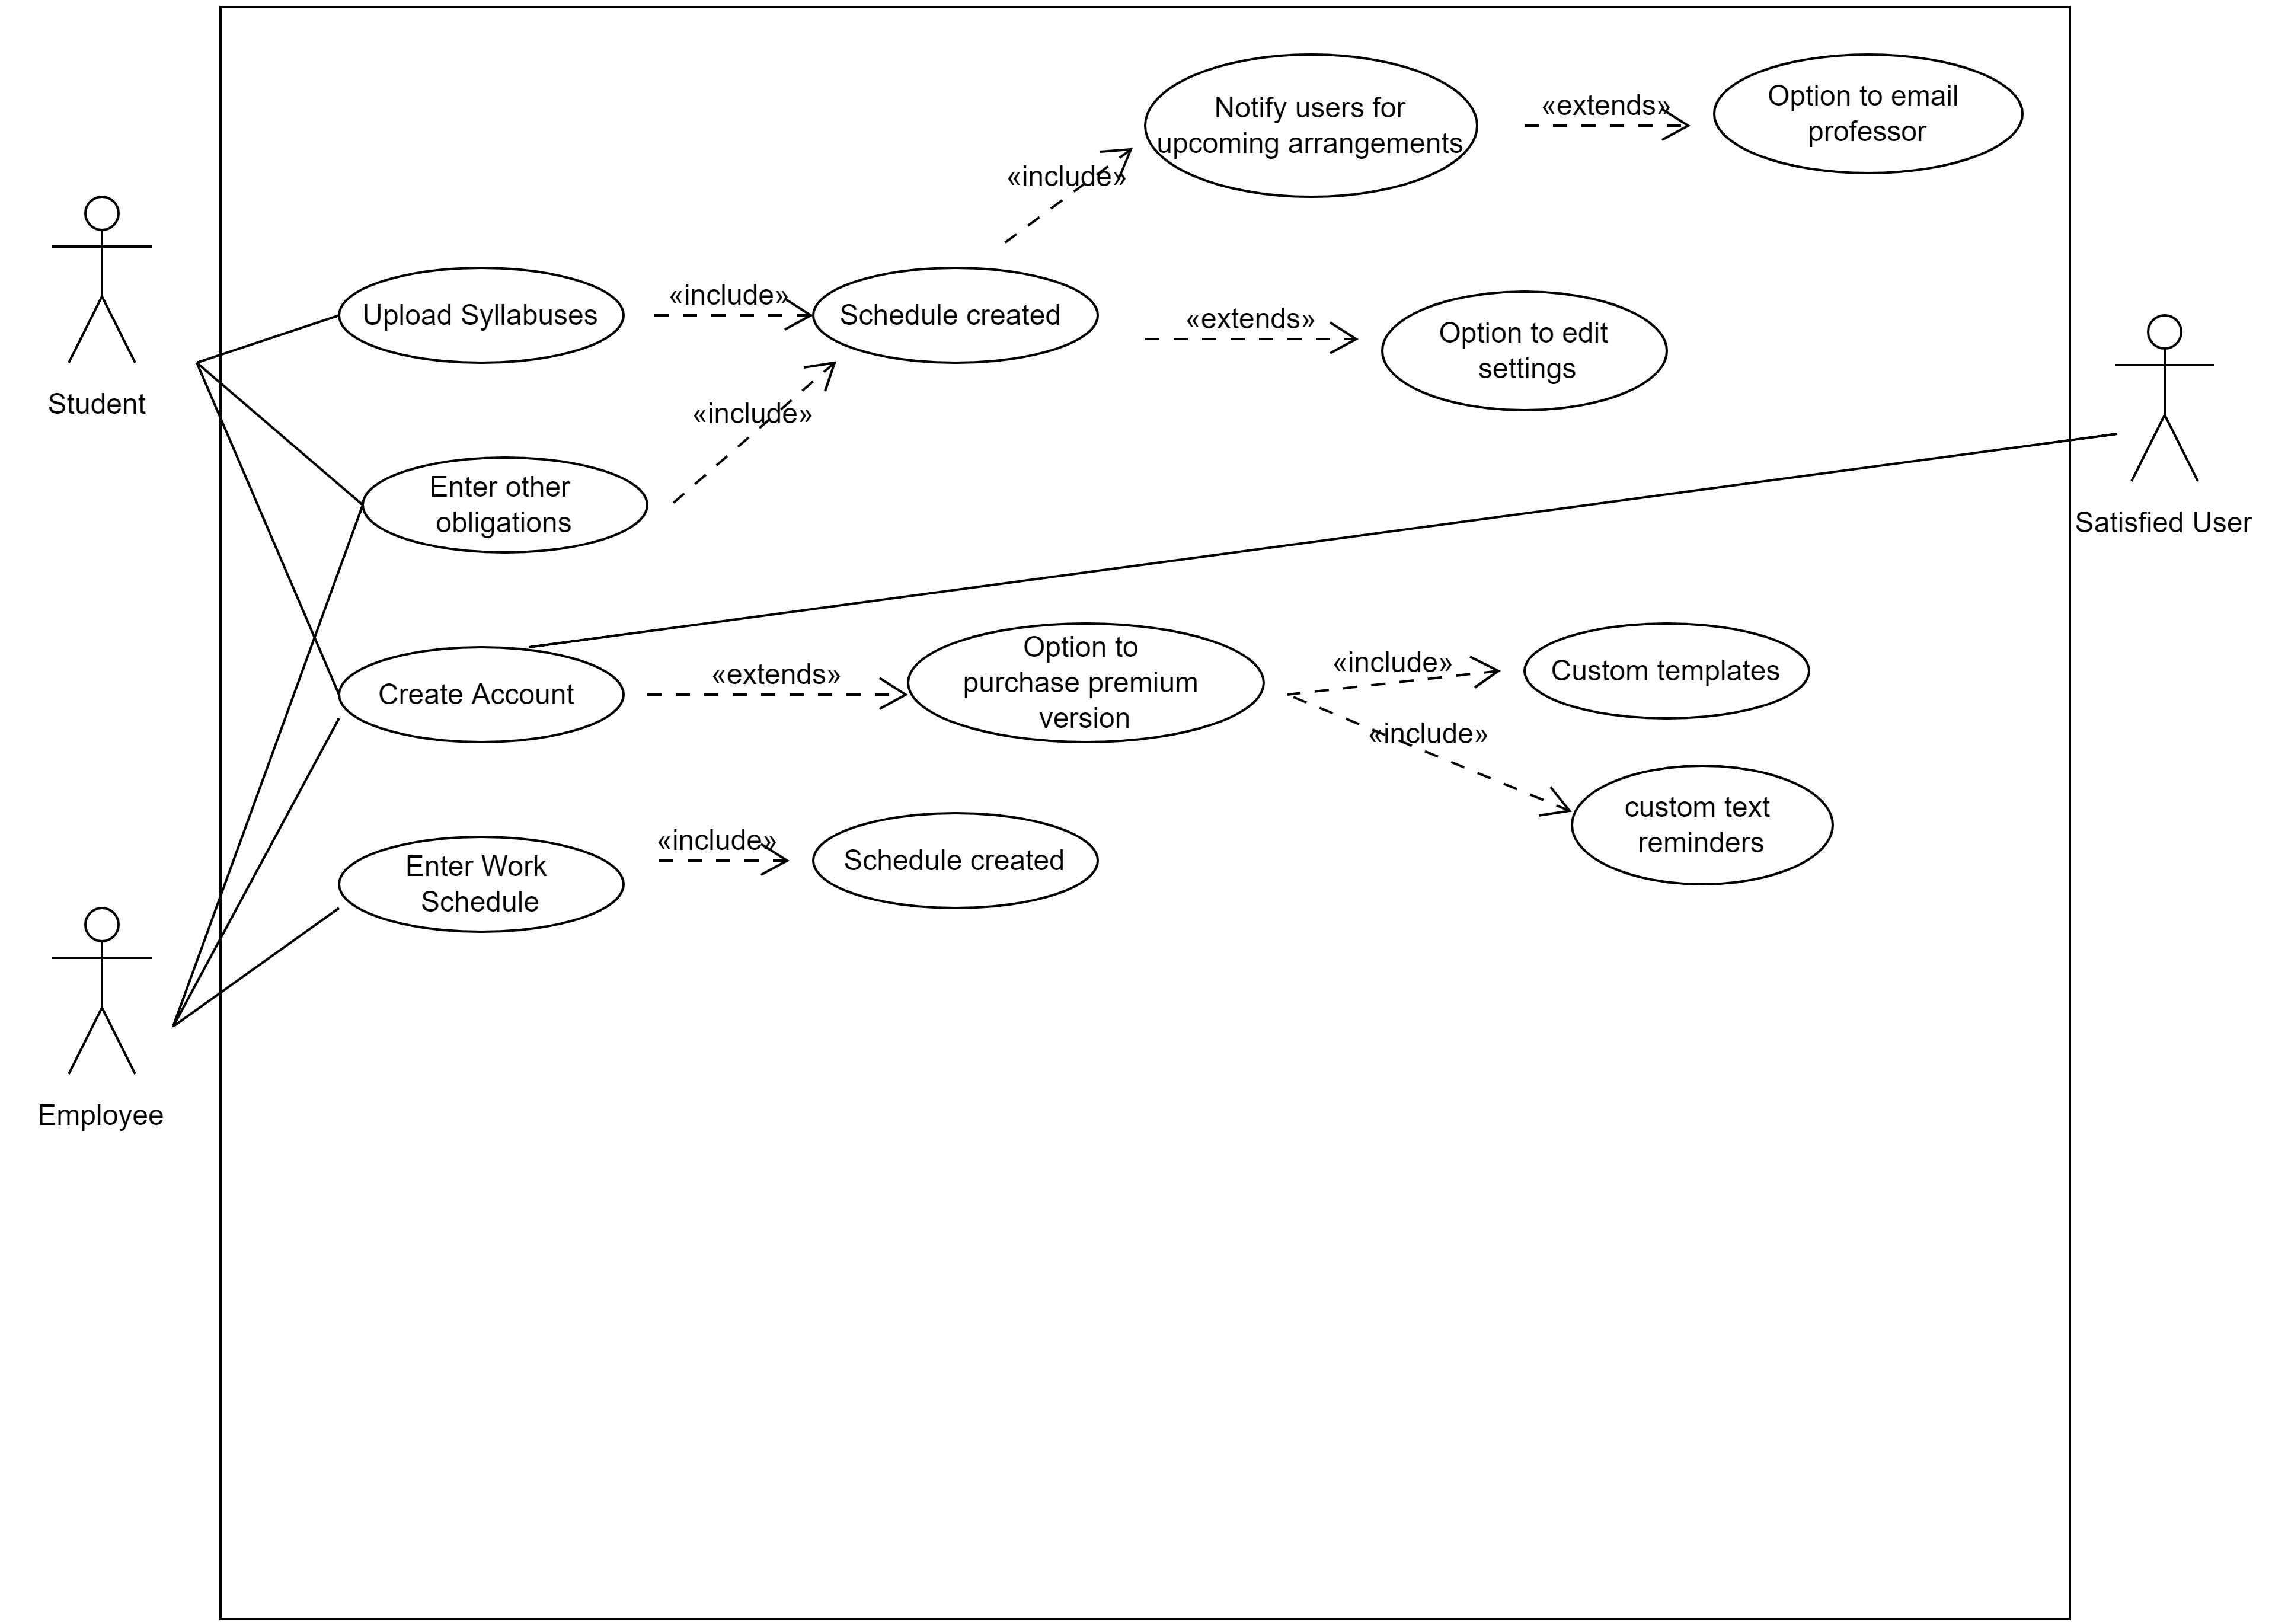 Notify users for
upcoming arrangements
«extends»
Option to email
professor
«include»
Student
Upload Syllabuses
«include»
Schedule created
«extends»
Option to edit
settings
«include»
Enter other
obligations
Satisfied User
Create Account
«extends»
Option to
purchase premium
version
«include»
Custom templates
«include»
custom text
reminders
Enter Work
Schedule
«include»
Schedule created
Employee